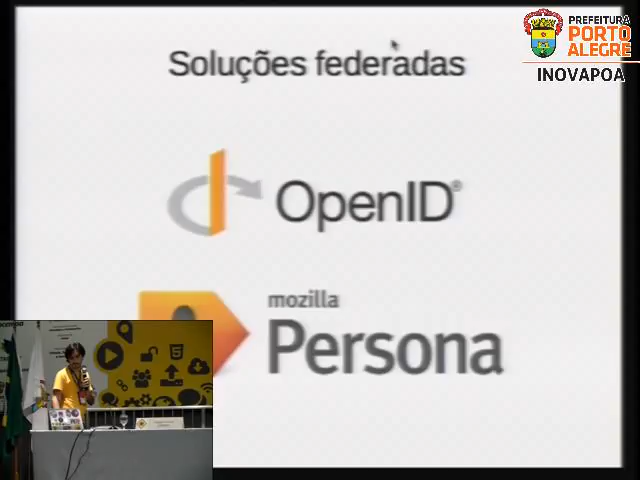 PREFEITURA
PORTO
ALEGRE
INOVAPOA
Soluções federadas
OpenID®
mozilla
Persona